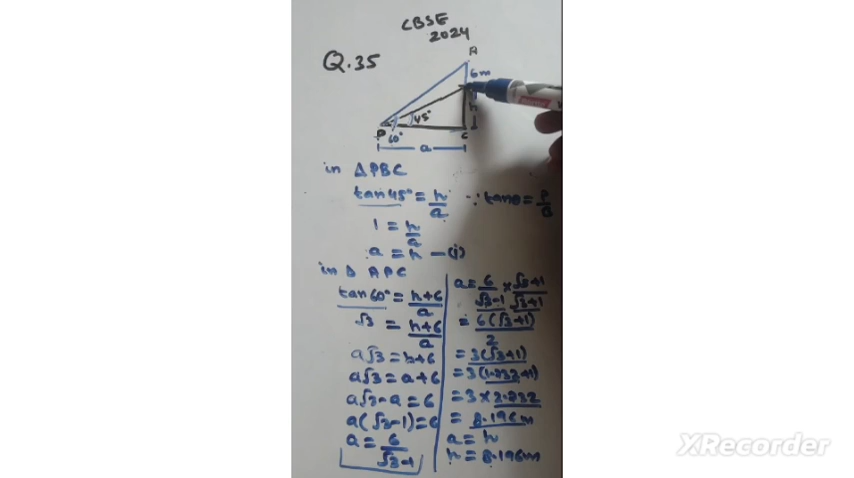 CBSE
2024
Q.35
A
6m
h
45°
P
60°
C
a
in △PBC
tan45° = h/a ∵ tanθ = P/B
1 = h/a
a = h —(i)
in △ APC
tan60° = h+6/a
√3 = h+6/a
a√3 = h+6
a√3 = a+6
a√3-a = 6
a(√3-1) = 6
a = 6/√3-1
a = 6/√3-1 × √3+1/√3+1
= 6(√3+1)/2
= 3(√3+1)
= 3(1.732+1)
= 3 × 2.732
= 8.196m
a = h
h = 8.196m
XRecorder